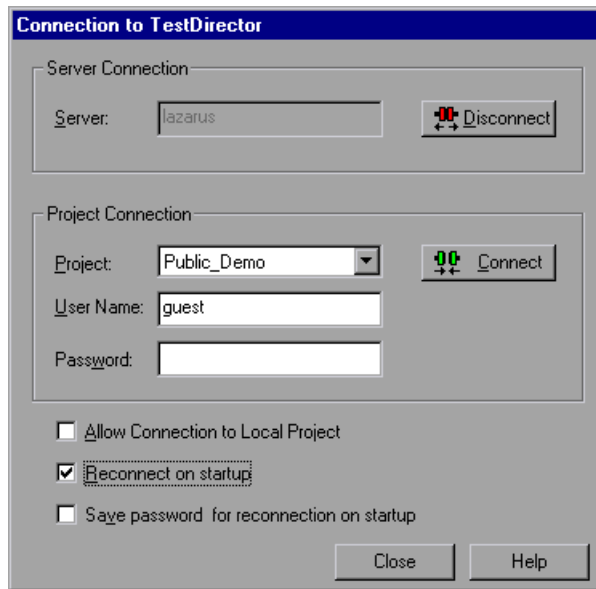 Connection to TestDirector
Server Connection
Server: lazarus Disconnect
Project Connection
Project: Public_Demo Connect
User Name: guest
Password:
Allow Connection to Local Project
Reconnect on startup
Save password for reconnection on startup
Close Help